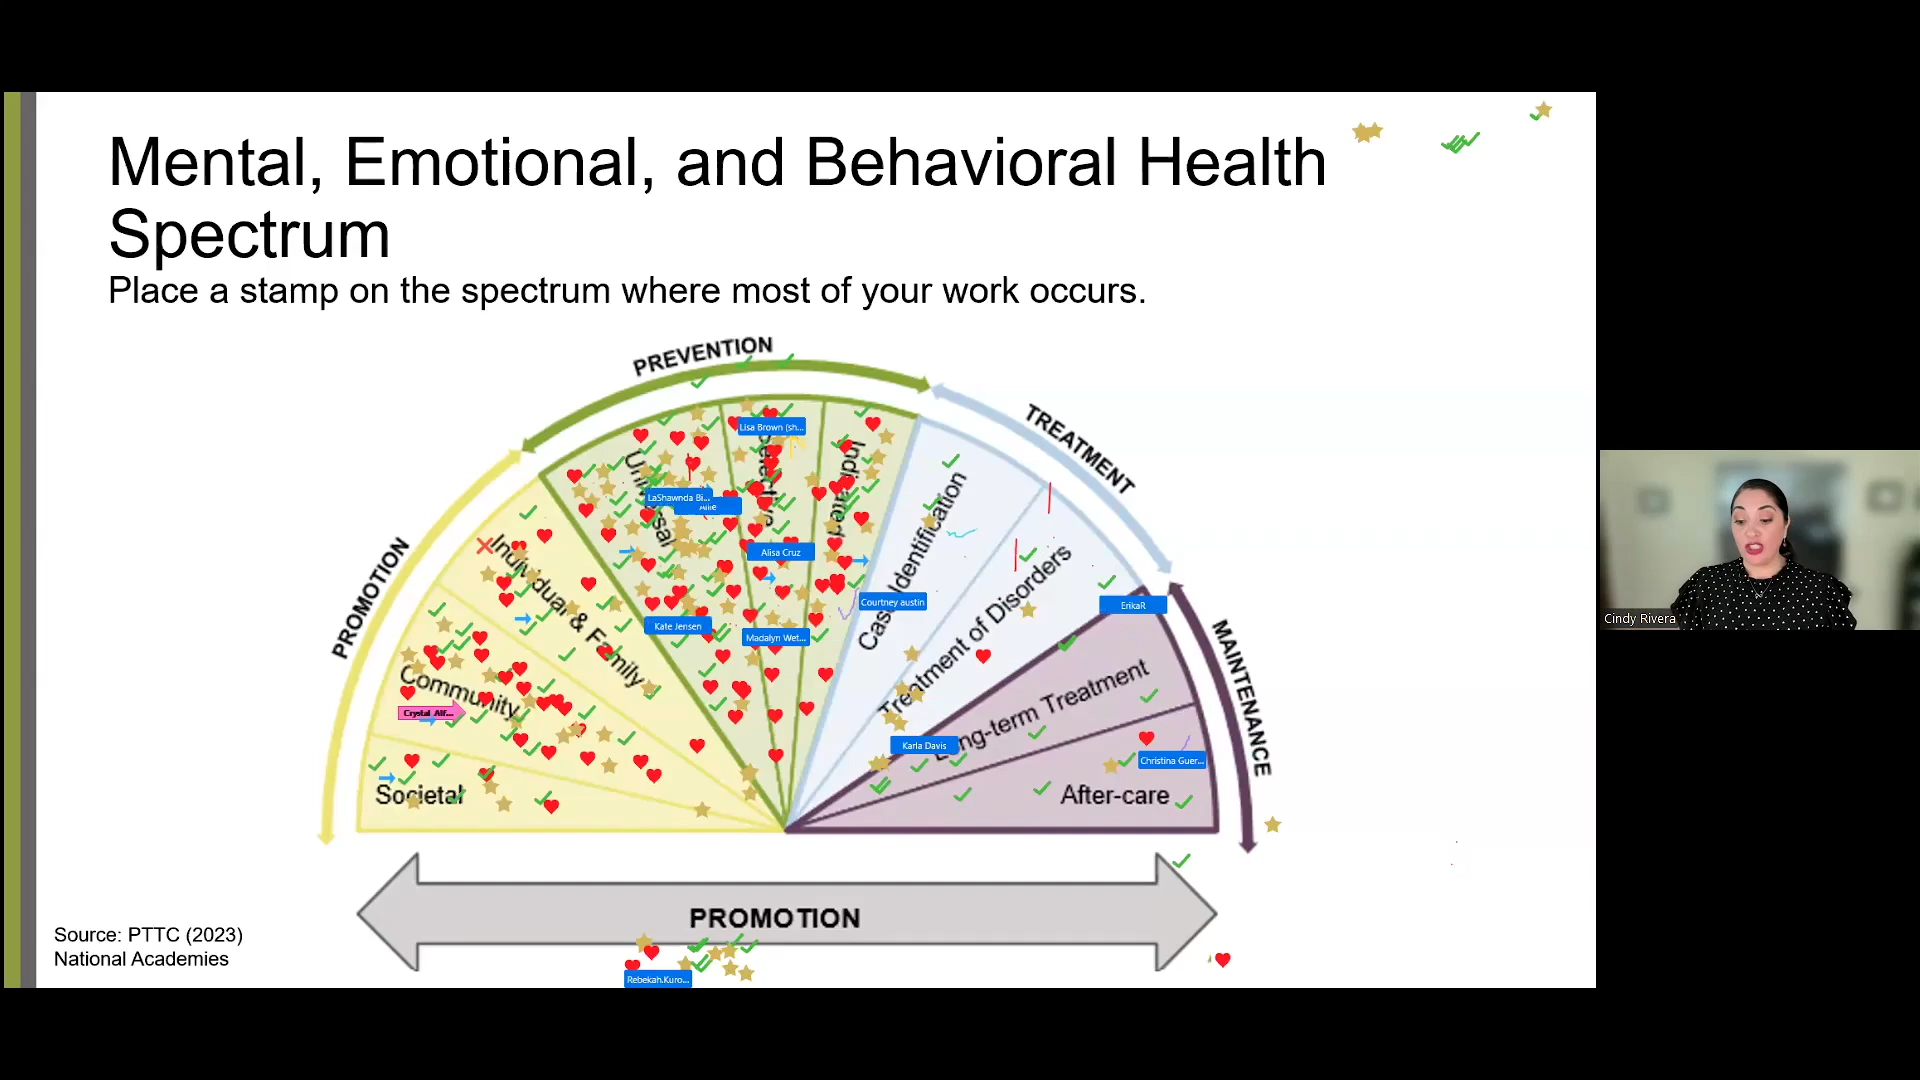 Mental, Emotional, and Behavioral Health
Spectrum
Place a stamp on the spectrum where most of your work occurs.
PREVENTION
TREATMENT
PROMOTION
MAINTENANCE
Lisa Brown (sh...
Universal
Selective
Indicated
LaShawnda Bi...
Allie
Case Identification
Individual & Family
Alisa Cruz
Treatment of Disorders
Courtney austin
ErikaR
Cindy Rivera
Kate Jensen
Madalyn Wet...
Community
Crystal Alf...
Long-term Treatment
Karla Davis
Christina Guer...
Societal
After-care
PROMOTION
Source: PTTC (2023)
National Academies
Rebekah.Kuro...